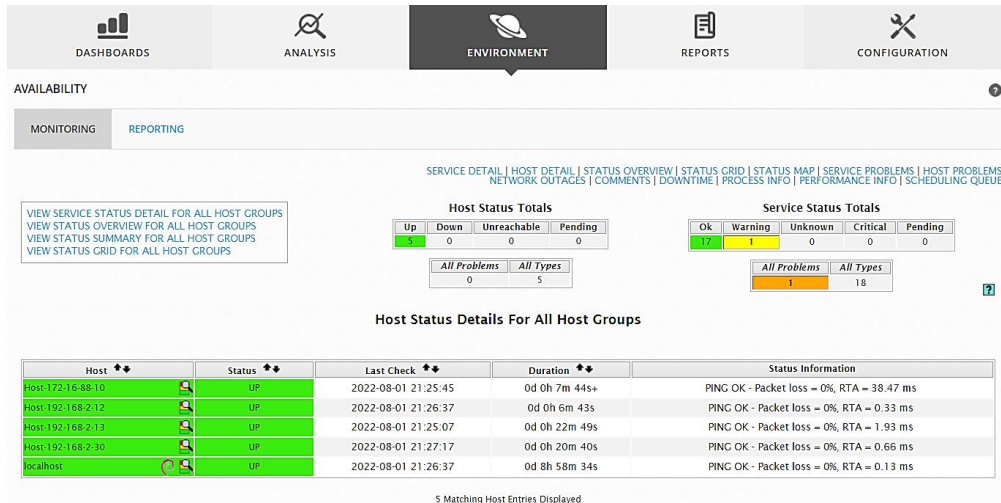 DASHBOARDS ANALYSIS ENVIRONMENT REPORTS CONFIGURATION
AVAILABILITY ?
MONITORING REPORTING
SERVICE DETAIL | HOST DETAIL | STATUS OVERVIEW | STATUS GRID | STATUS MAP | SERVICE PROBLEMS | HOST PROBLEMS
NETWORK OUTAGES | COMMENTS | DOWNTIME | PROCESS INFO | PERFORMANCE INFO | SCHEDULING QUEUE
VIEW SERVICE STATUS DETAIL FOR ALL HOST GROUPS
VIEW STATUS OVERVIEW FOR ALL HOST GROUPS
VIEW STATUS SUMMARY FOR ALL HOST GROUPS
VIEW STATUS GRID FOR ALL HOST GROUPS
Host Status Totals
Up Down Unreachable Pending
5 0 0 0
All Problems All Types
0 5
Service Status Totals
Ok Warning Unknown Critical Pending
17 1 0 0 0
All Problems All Types
1 18
?
Host Status Details For All Host Groups
Host Status Last Check Duration Status Information
Host-172-16-88-10 UP 2022-08-01 21:25:45 0d 0h 7m 44s+ PING OK - Packet loss = 0%, RTA = 38.47 ms
Host-192-168-2-12 UP 2022-08-01 21:26:37 0d 0h 6m 43s PING OK - Packet loss = 0%, RTA = 0.33 ms
Host-192-168-2-13 UP 2022-08-01 21:25:07 0d 0h 22m 49s PING OK - Packet loss = 0%, RTA = 1.93 ms
Host-192-168-2-30 UP 2022-08-01 21:27:17 0d 0h 20m 40s PING OK - Packet loss = 0%, RTA = 0.66 ms
localhost UP 2022-08-01 21:26:37 0d 8h 58m 34s PING OK - Packet loss = 0%, RTA = 0.13 ms
5 Matching Host Entries Displayed